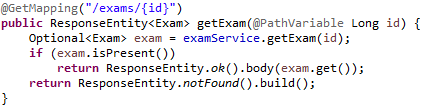 @GetMapping("/exams/{id}")
public ResponseEntity<Exam> getExam(@PathVariable Long id) {
    Optional<Exam> exam = examService.getExam(id);
    if (exam.isPresent())
        return ResponseEntity.ok().body(exam.get());
    return ResponseEntity.notFound().build();
}